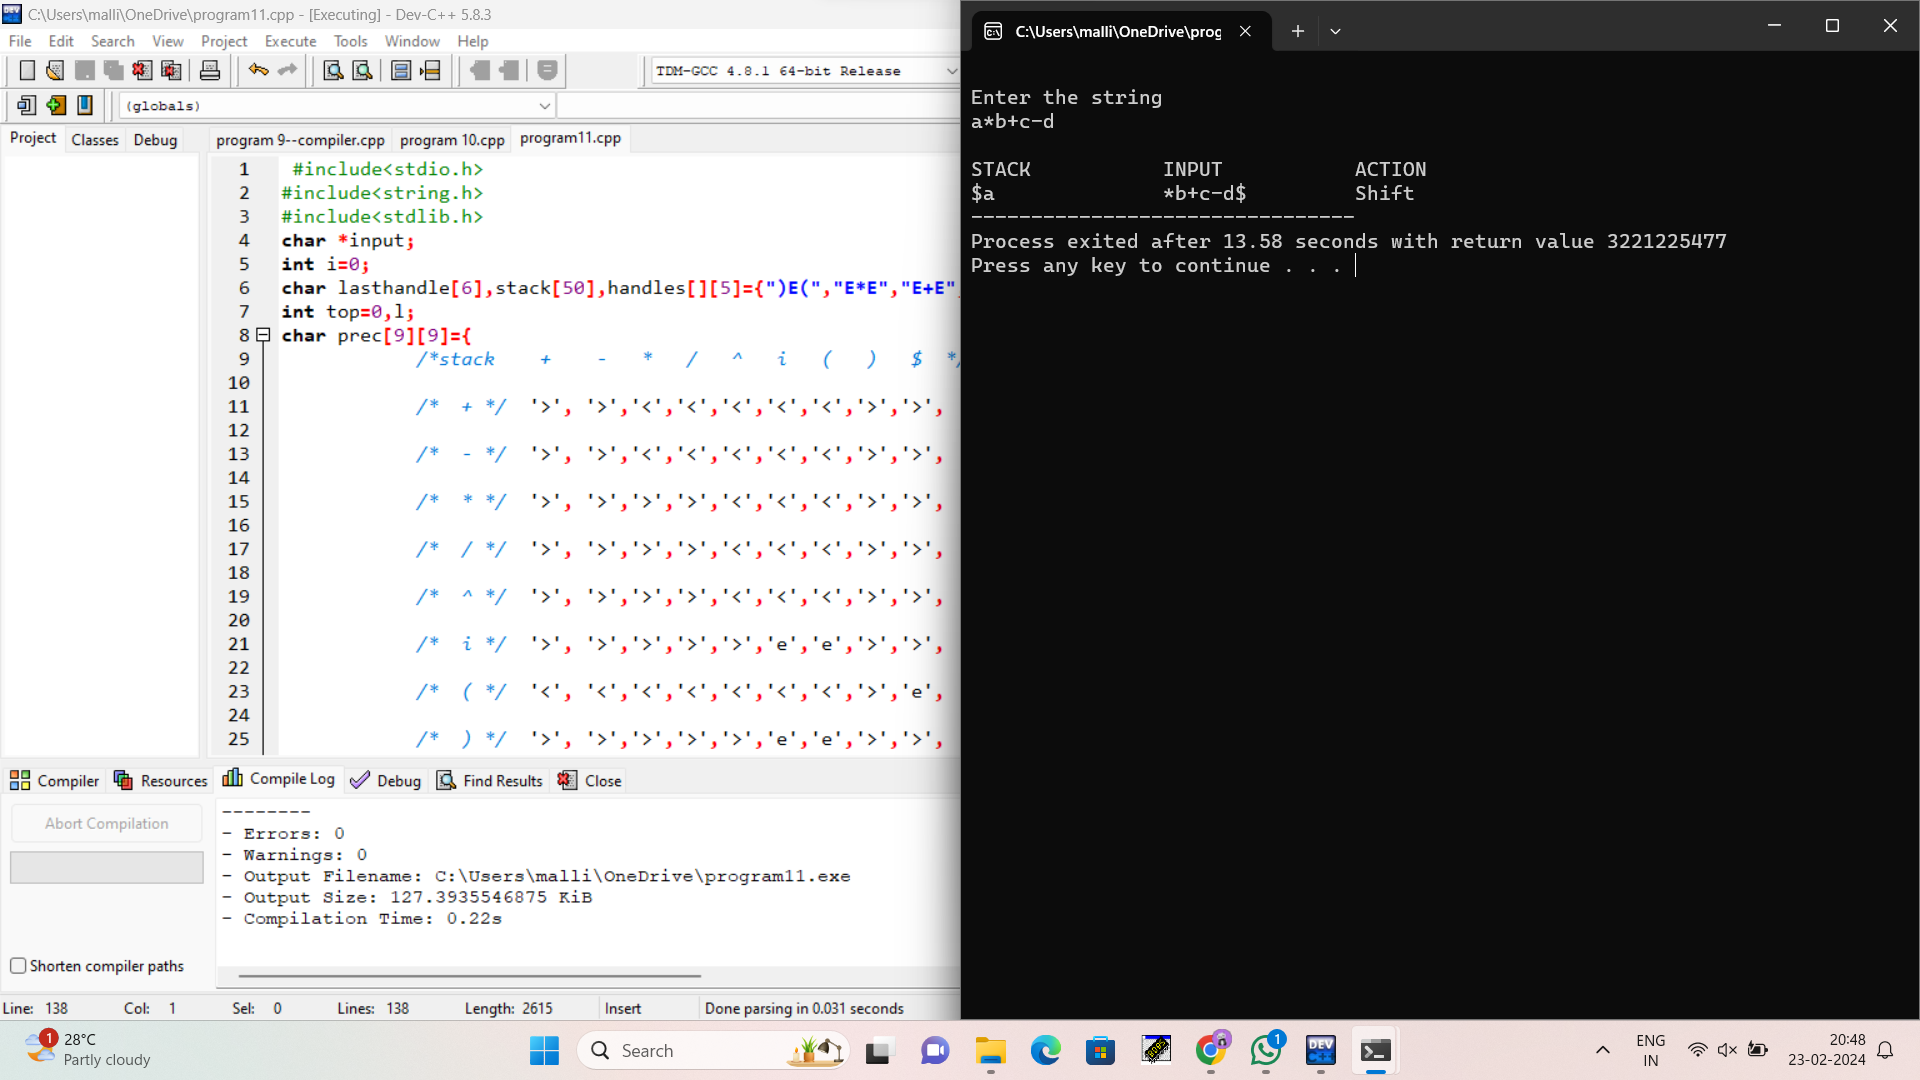 C:\Users\malli\OneDrive\program11.cpp - [Executing] - Dev-C++ 5.8.3
File Edit Search View Project Execute Tools Window Help
TDM-GCC 4.8.1 64-bit Release
(globals)
Project Classes Debug
program 9--compiler.cpp program 10.cpp program11.cpp
1 #include<stdio.h>
2 #include<string.h>
3 #include<stdlib.h>
4 char *input;
5 int i=0;
6 char lasthandle[6],stack[50],handles[][5]={")E(","E*E","E+E"
7 int top=0,l;
8 char prec[9][9]={
9 /*stack + - * / ^ i ( ) $ */
10
11 /* + */ '>', '>','<','<','<','<','<','>','>',
12
13 /* - */ '>', '>','<','<','<','<','<','>','>',
14
15 /* * */ '>', '>','>','>','<','<','<','>','>',
16
17 /* / */ '>', '>','>','>','<','<','<','>','>',
18
19 /* ^ */ '>', '>','>','>','<','<','<','>','>',
20
21 /* i */ '>', '>','>','>','>','e','e','>','>',
22
23 /* ( */ '<', '<','<','<','<','<','<','>','e',
24
25 /* ) */ '>', '>','>','>','>','e','e','>','>',
Compiler Resources Compile Log Debug Find Results Close
Abort Compilation
Shorten compiler paths
--------
- Errors: 0
- Warnings: 0
- Output Filename: C:\Users\malli\OneDrive\program11.exe
- Output Size: 127.3935546875 KiB
- Compilation Time: 0.22s
Line: 138 Col: 1 Sel: 0 Lines: 138 Length: 2615 Insert Done parsing in 0.031 seconds
C:\Users\malli\OneDrive\prog
Enter the string
a*b+c-d
STACK INPUT ACTION
$a *b+c-d$ Shift
--------------------------------
Process exited after 13.58 seconds with return value 3221225477
Press any key to continue . . .
1
28°C
Partly cloudy
Search
1
DEV
C++
ENG
IN
20:48
23-02-2024